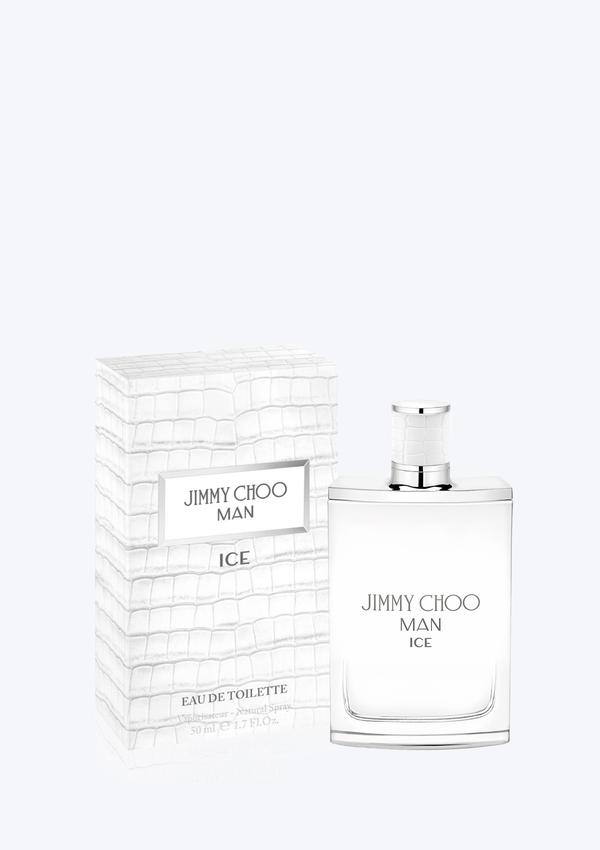 JIMMY CHOO
MAN
ICE
EAU DE TOILETTE
Vaporisateur - Natural Spray
50 ml ℮ 1.7 Fl.Oz.
JIMMY CHOO
MAN
ICE